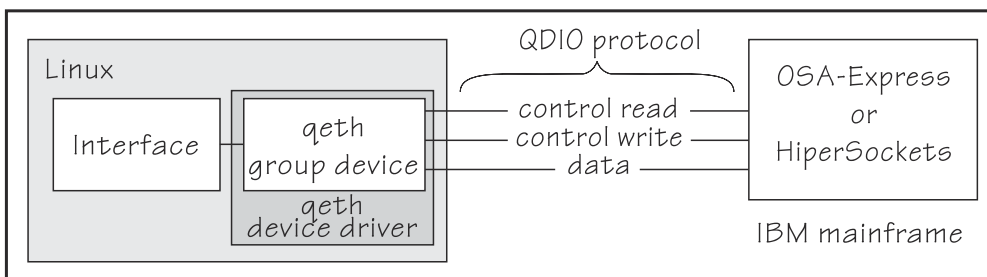 QDIO protocol
Linux
Interface
qeth
group device
qeth
device driver
control read
control write
data
OSA-Express
or
HiperSockets
IBM mainframe